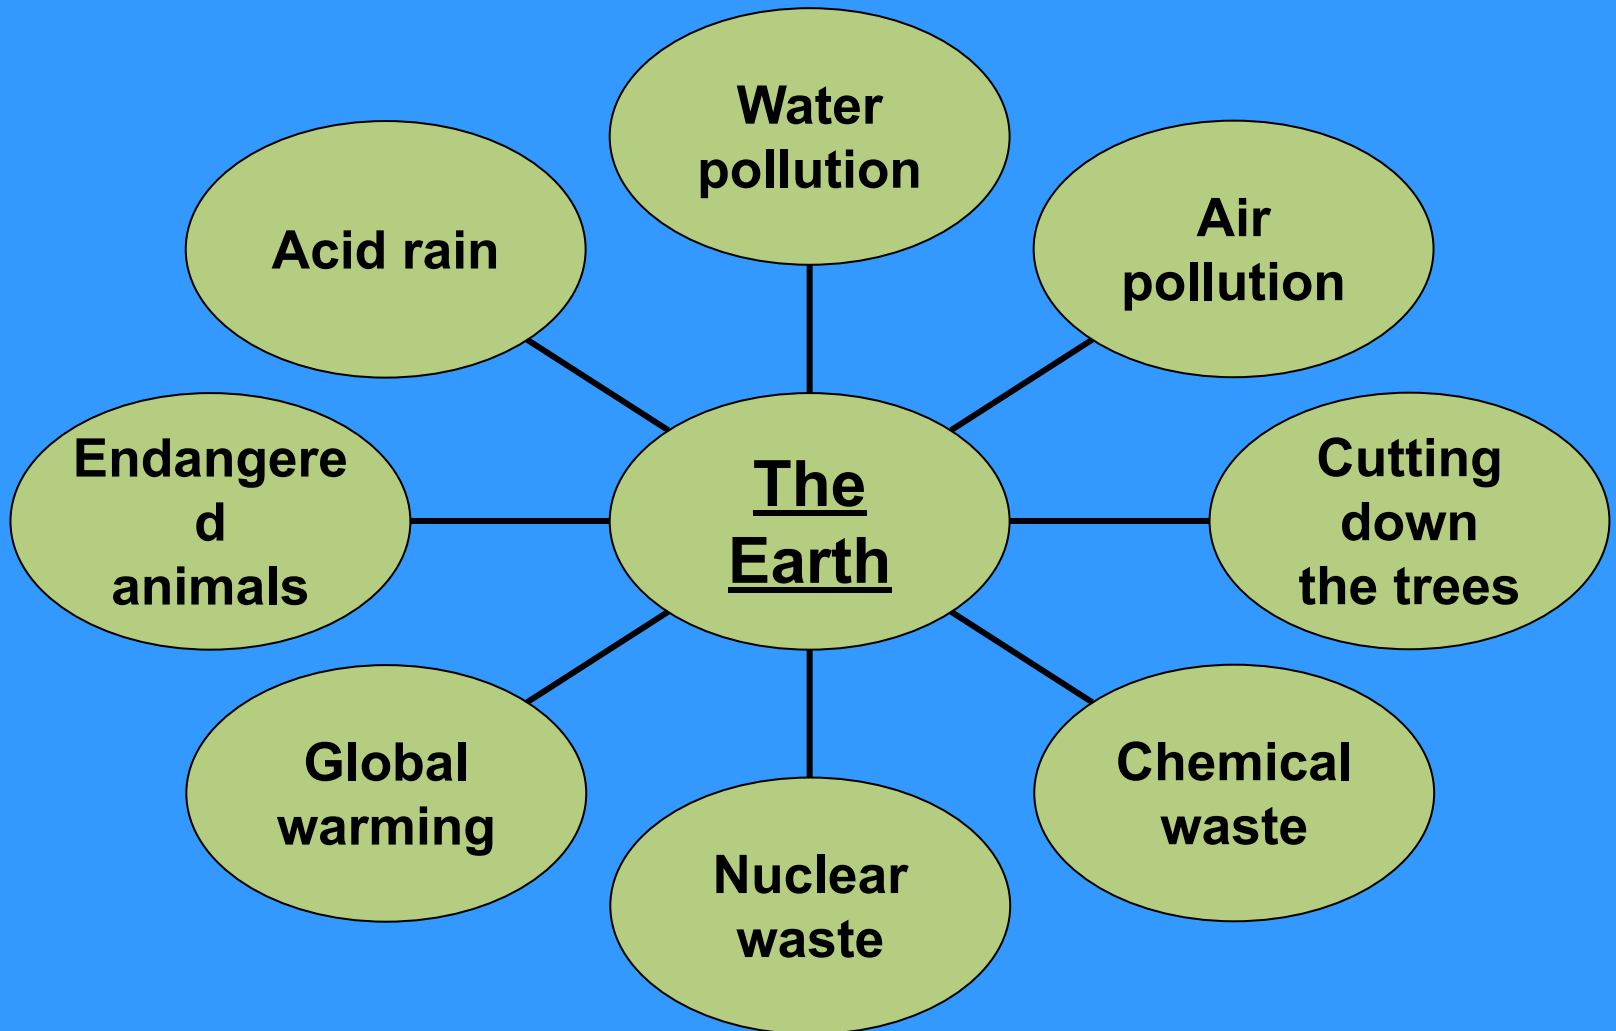 Water
pollution
Air
pollution
Acid rain
Endangere
d
animals
The
Earth
Cutting
down
the trees
Global
warming
Chemical
waste
Nuclear
waste